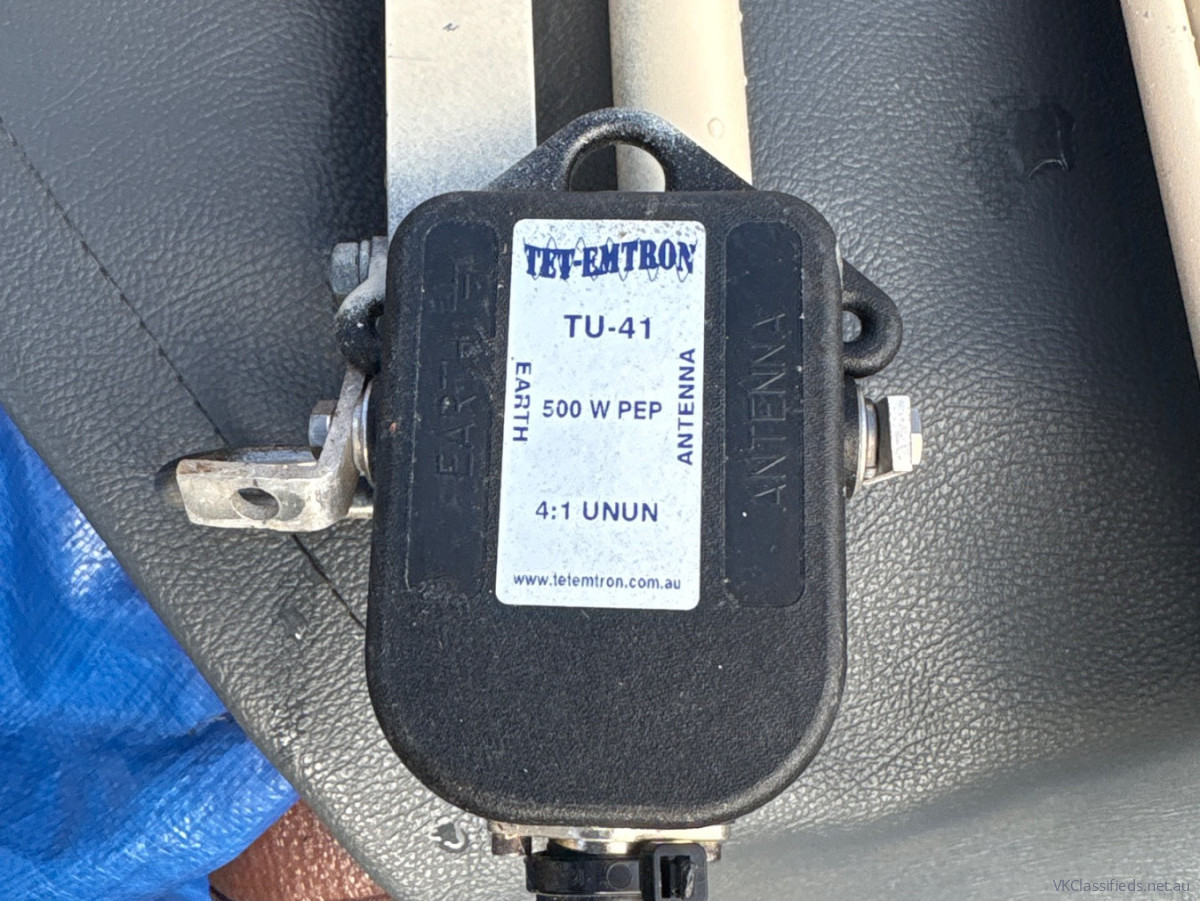 TET-EMTRON
TU-41
EARTH
500 W PEP
ANTENNA
4:1 UNUN
www.tetemtron.com.au
EARTH
ANTENNA
VKClassifieds.net.au